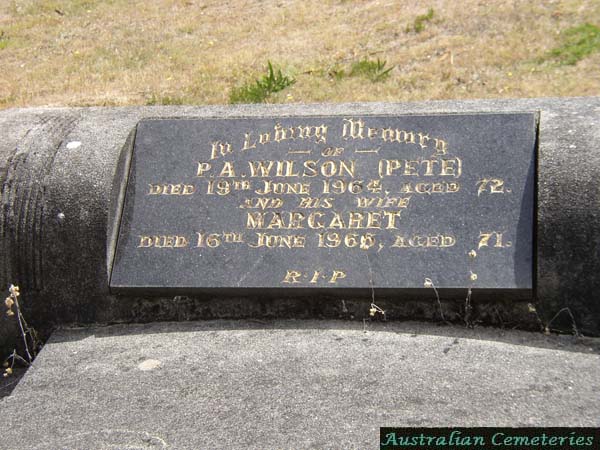 In Loving Memory
— OF —
P. A. WILSON (PETE)
DIED 19TH JUNE 1964, AGED 72.
AND HIS WIFE
MARGARET
DIED 16TH JUNE 1965, AGED 71.
R·I·P
Australian Cemeteries